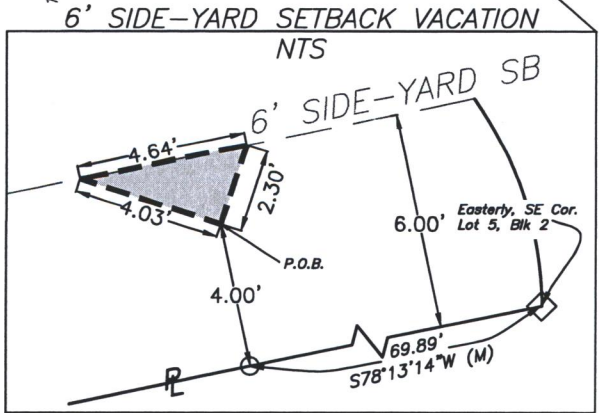 6' SIDE-YARD SETBACK VACATION
NTS
6' SIDE-YARD SB
4.64'
2.30'
4.03'
6.00'
Easterly, SE Cor.
Lot 5, Blk 2
P.O.B.
4.00'
69.89'
S78°13'14"W (M)
PL